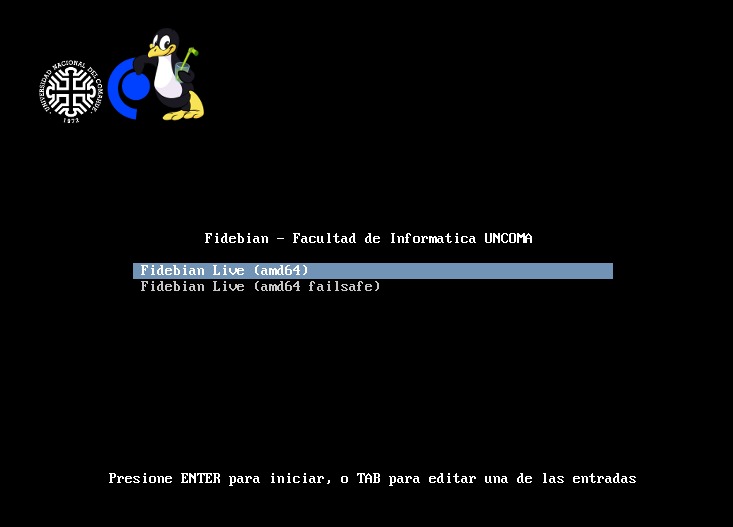 UNIVERSIDAD NACIONAL DEL COMAHUE
1972
Fidebian - Facultad de Informatica UNCOMA
Fidebian Live (amd64)
Fidebian Live (amd64 failsafe)
Presione ENTER para iniciar, o TAB para editar una de las entradas